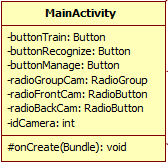 MainActivity
-buttonTrain: Button
-buttonRecognize: Button
-buttonManage: Button
-radioGroupCam: RadioGroup
-radioFrontCam: RadioButton
-radioBackCam: RadioButton
-idCamera: int
#onCreate(Bundle): void